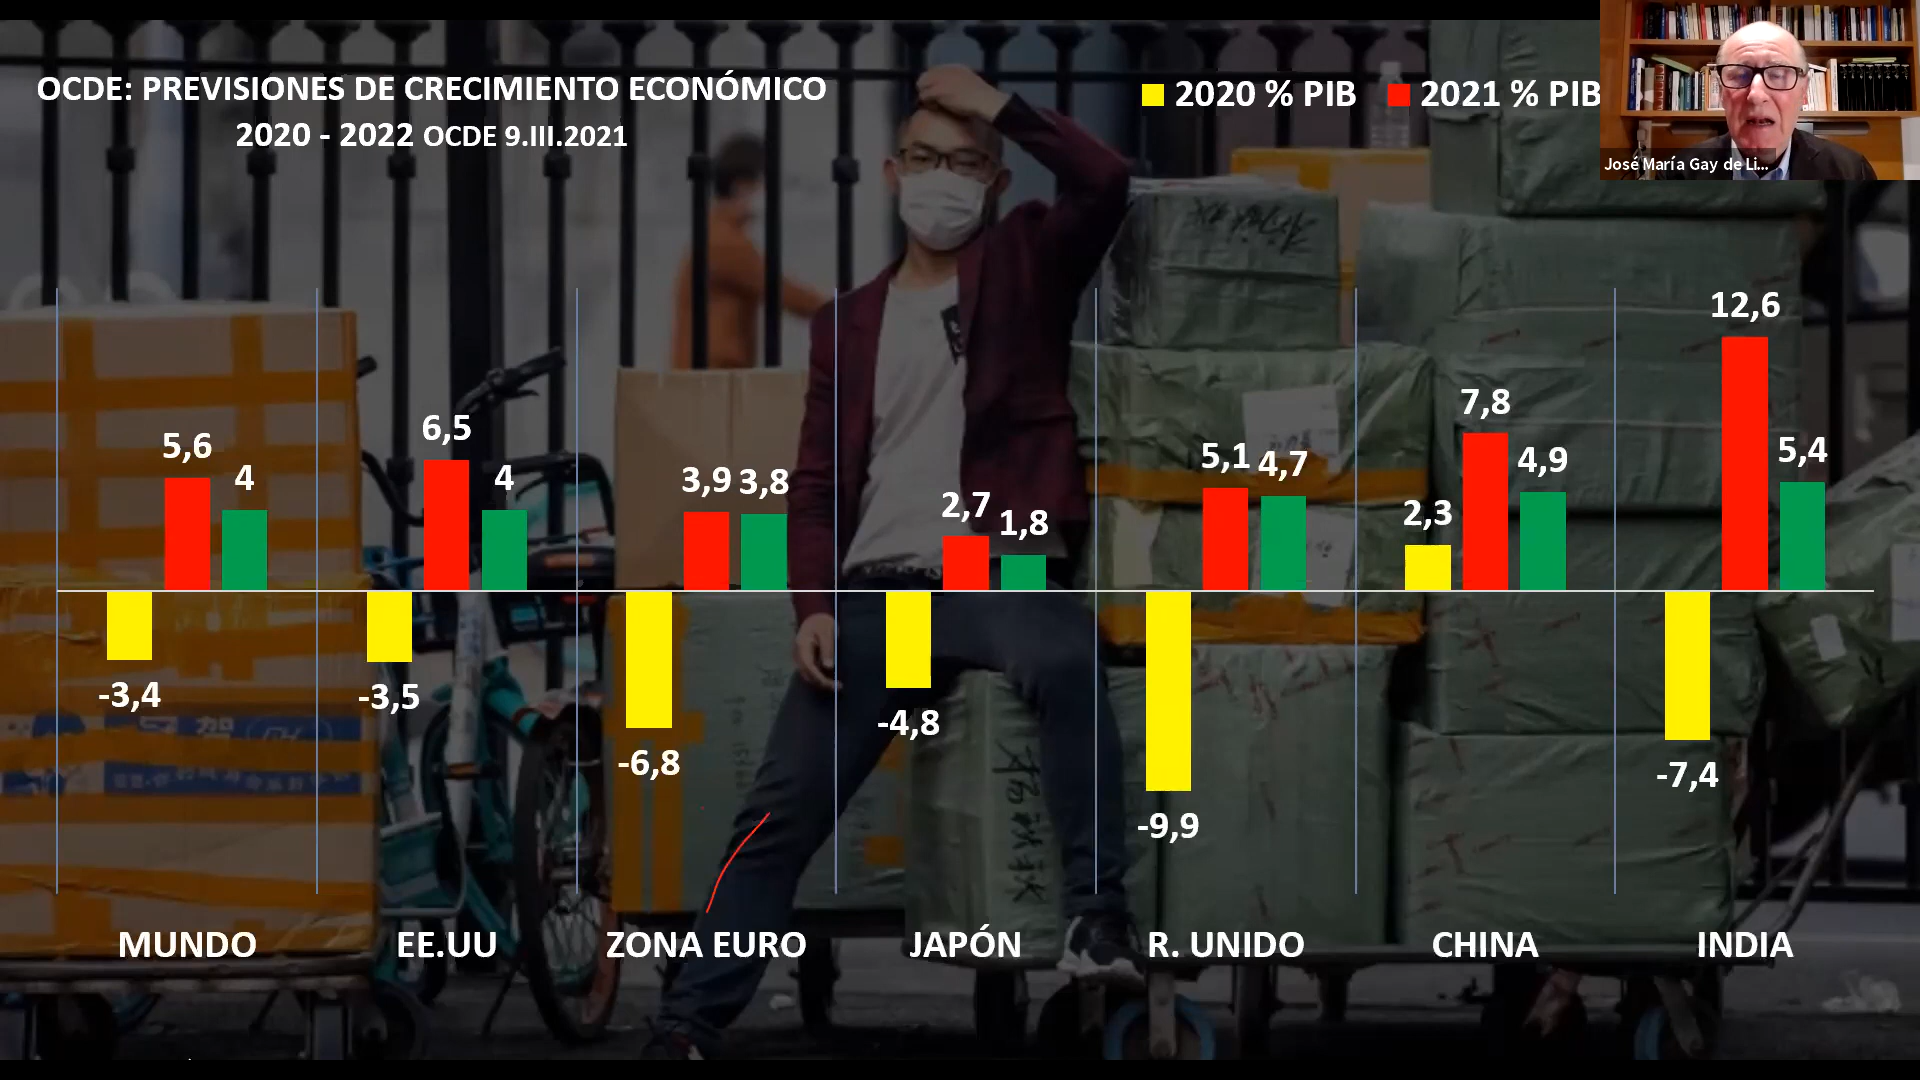 OCDE: PREVISIONES DE CRECIMIENTO ECONÓMICO
2020 - 2022 OCDE 9.III.2021
2020 % PIB 2021 % PIB
José María Gay de Li...
5,6 4 -3,4
6,5 4 -3,5
3,9 3,8 -6,8
2,7 1,8 -4,8
5,1 4,7 -9,9
2,3 7,8 4,9
12,6 5,4 -7,4
MUNDO EE.UU ZONA EURO JAPÓN R. UNIDO CHINA INDIA